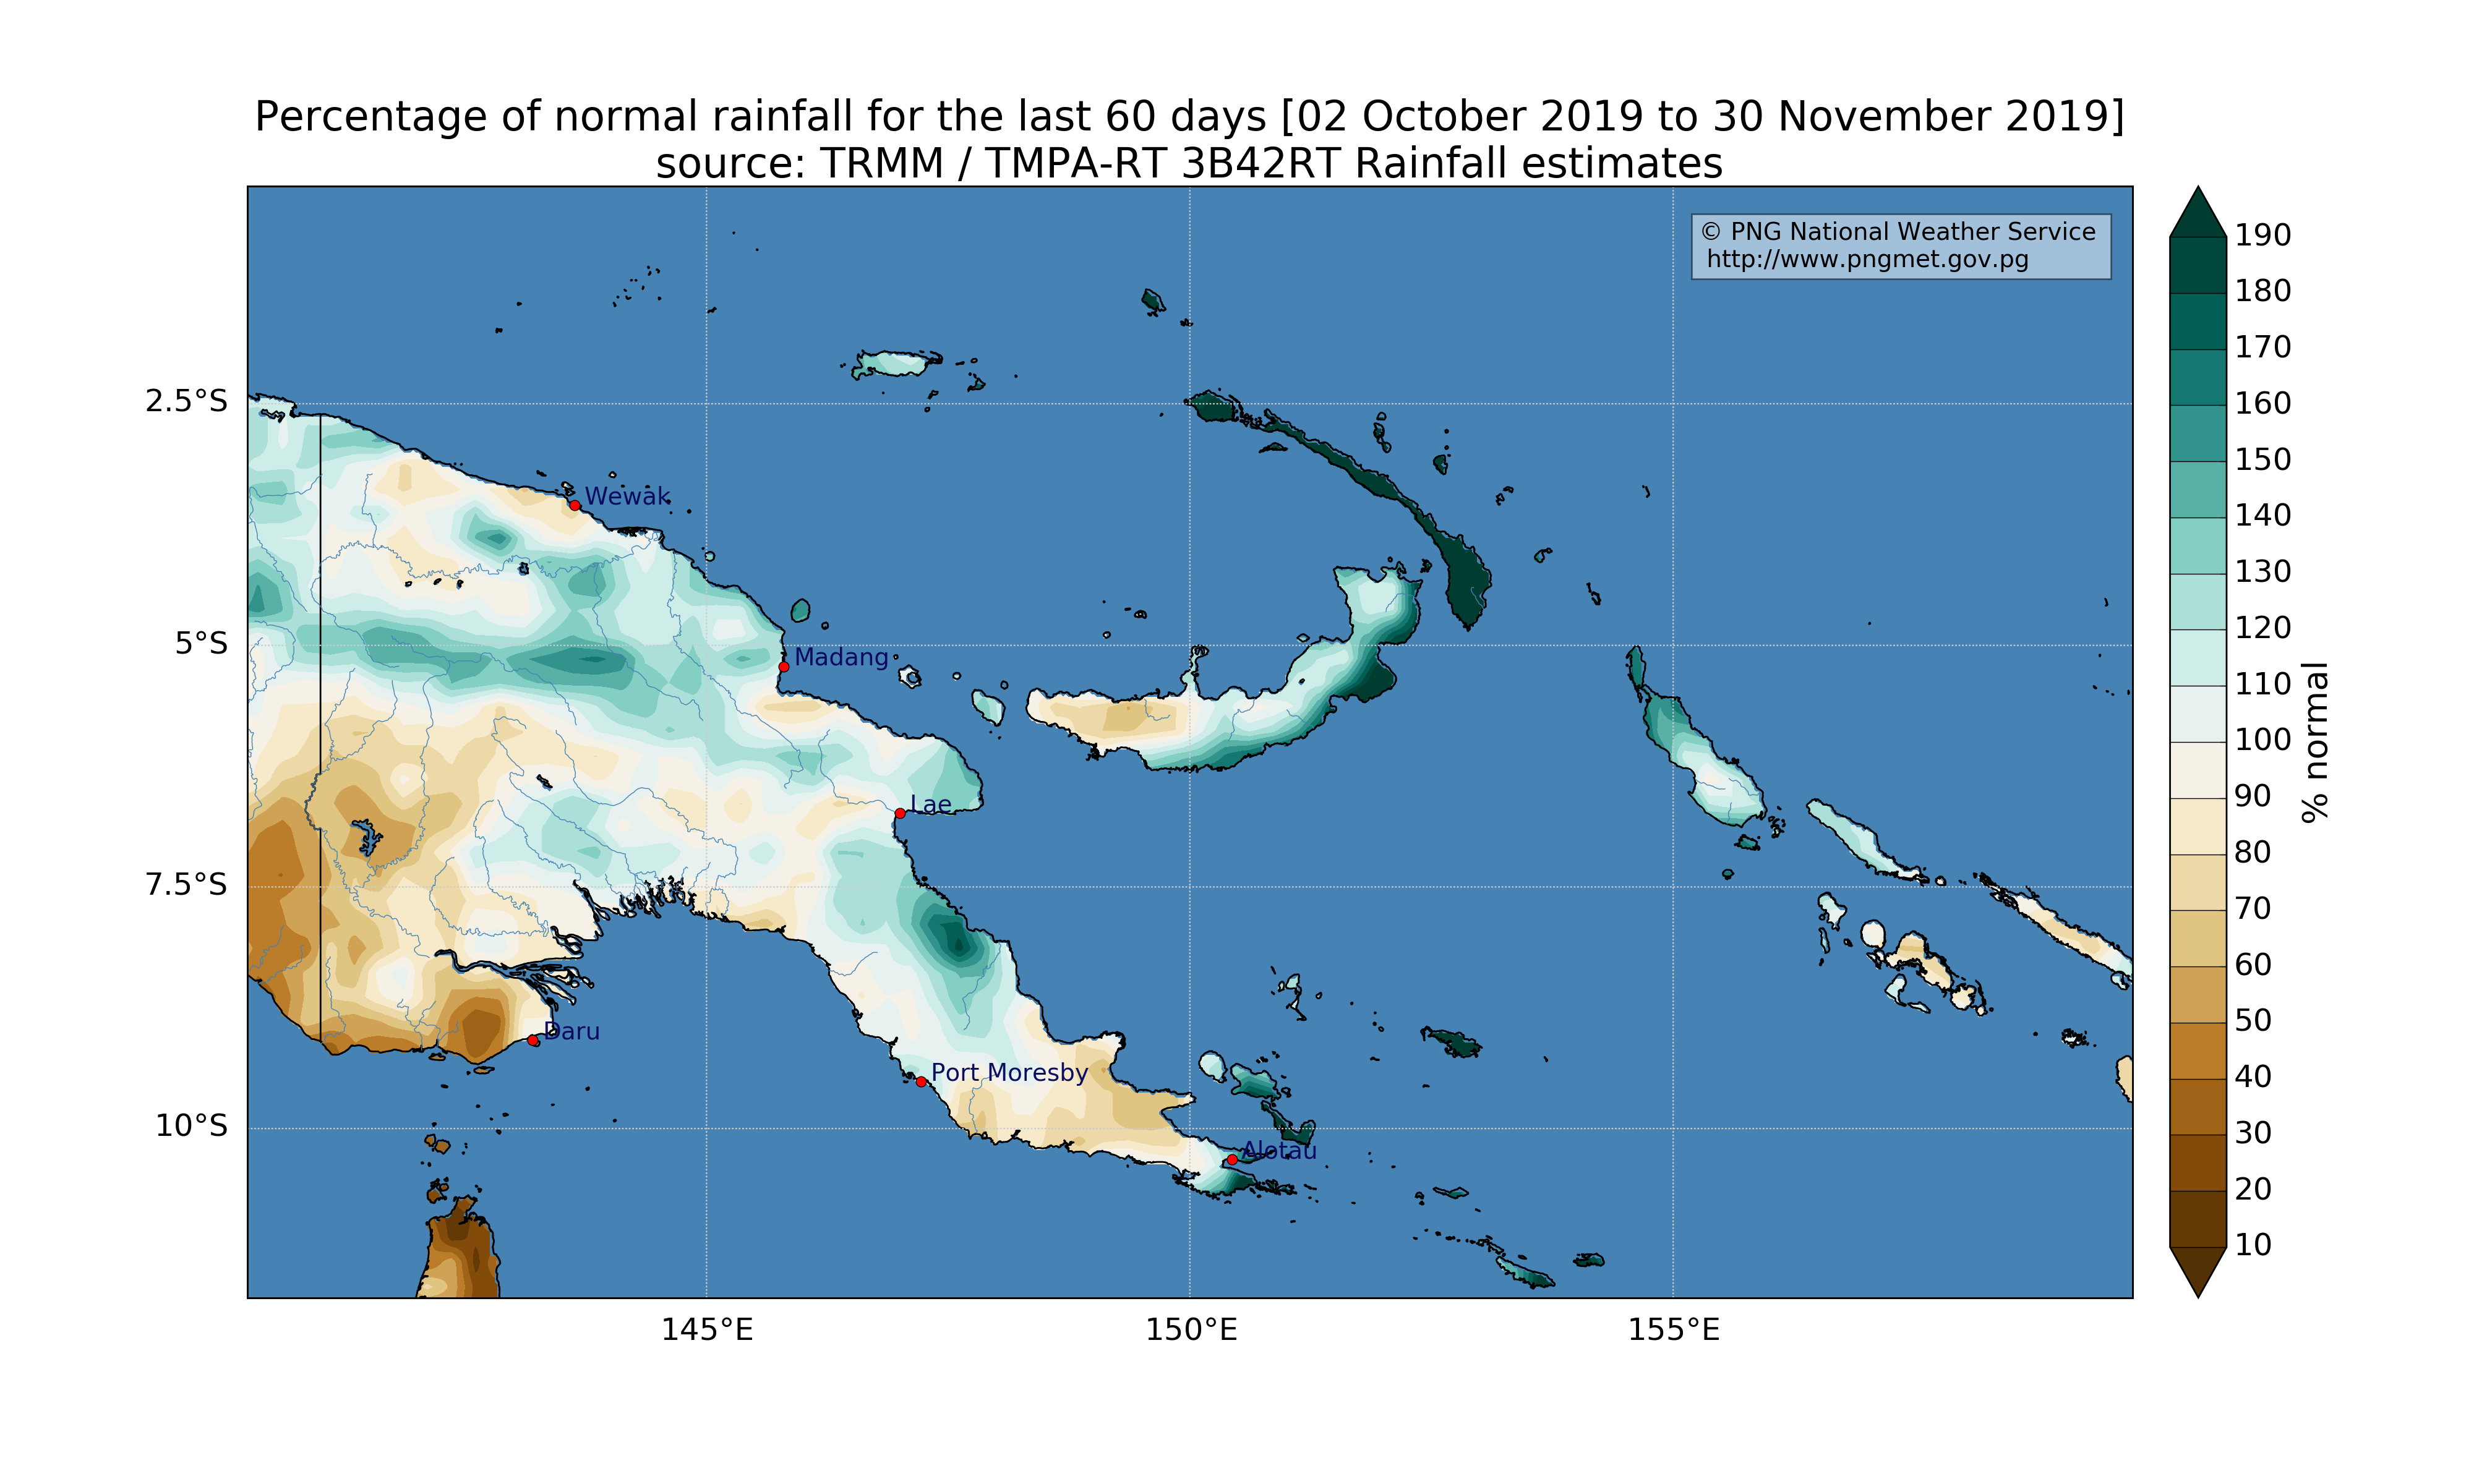 Percentage of normal rainfall for the last 60 days [02 October 2019 to 30 November 2019]
source: TRMM / TMPA-RT 3B42RT Rainfall estimates
© PNG National Weather Service
http://www.pngmet.gov.pg
190
180
170
160
150
140
130
120
110
100
90
80
70
60
50
40
30
20
10
% normal
2.5°S
5°S
7.5°S
10°S
Wewak
Madang
Lae
Daru
Port Moresby
Alotau
145°E
150°E
155°E